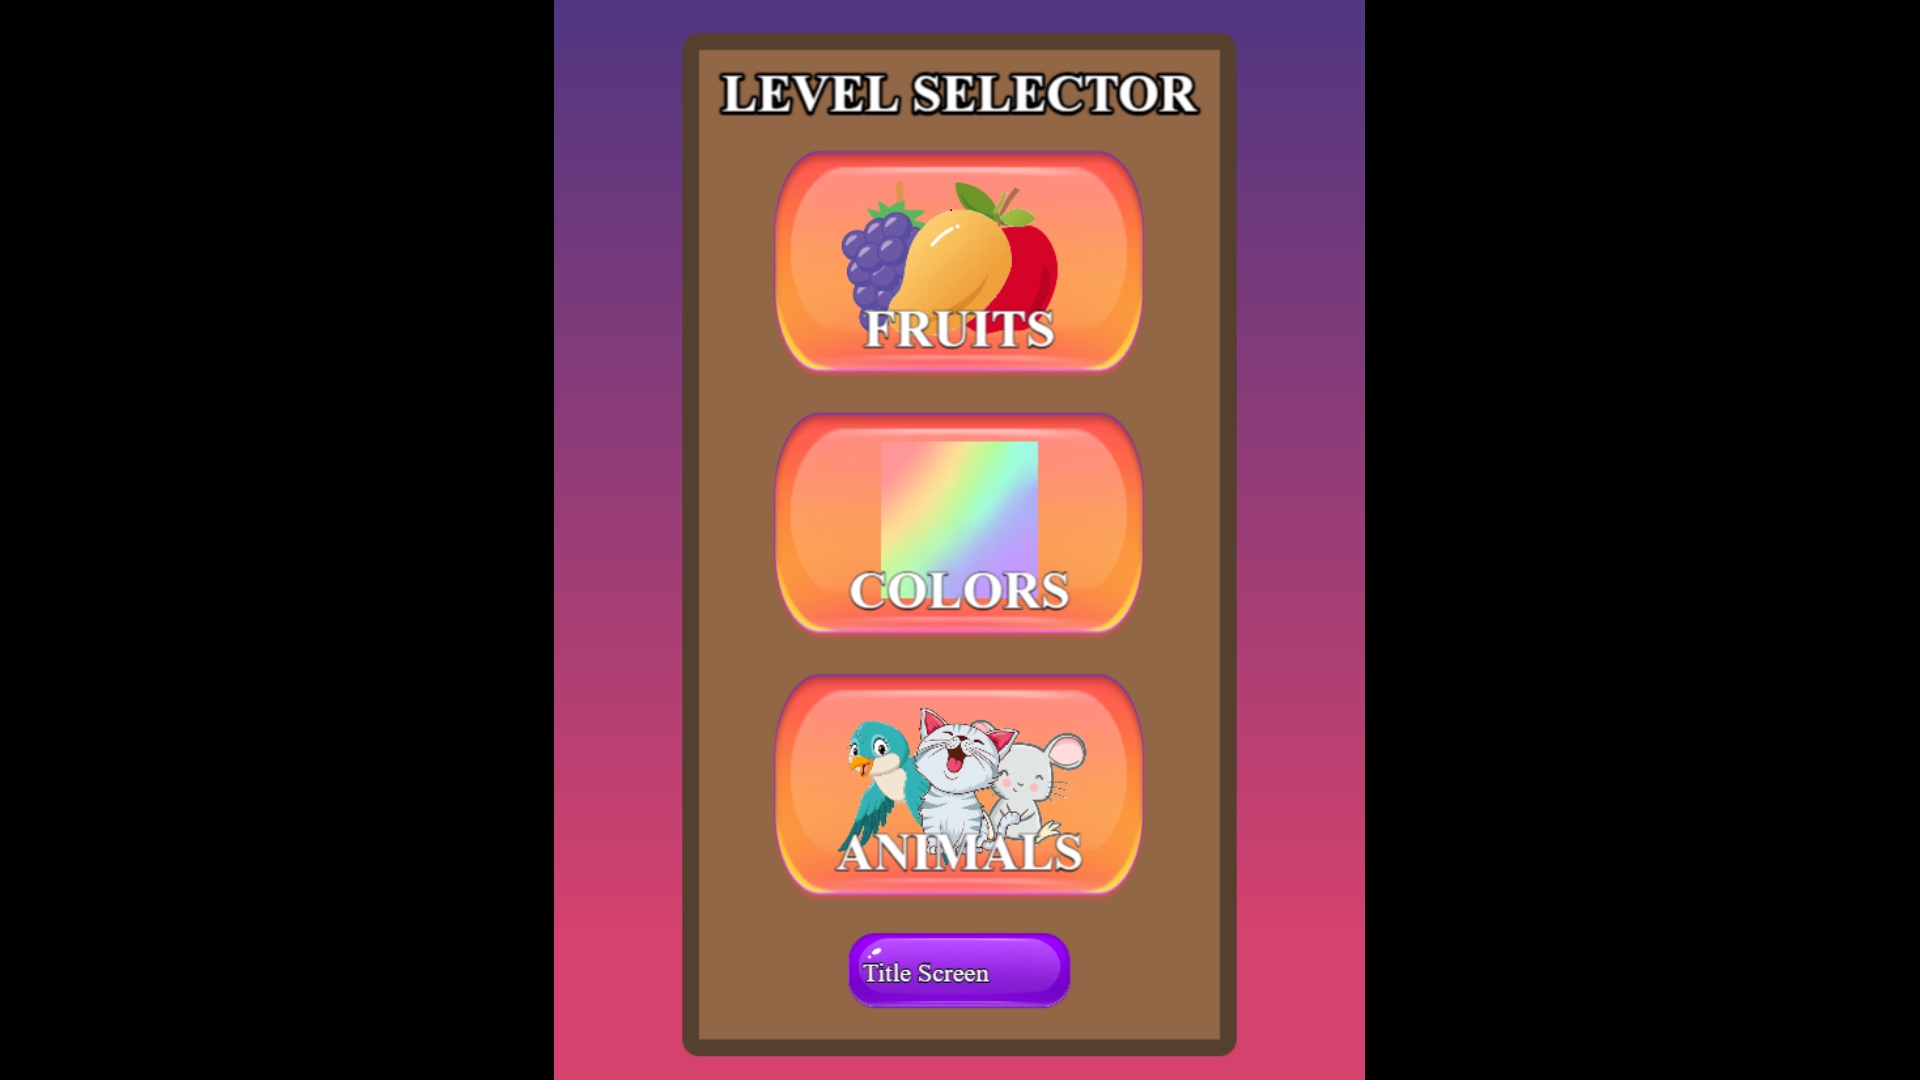 LEVEL SELECTOR
FRUITS
COLORS
ANIMALS
Title Screen